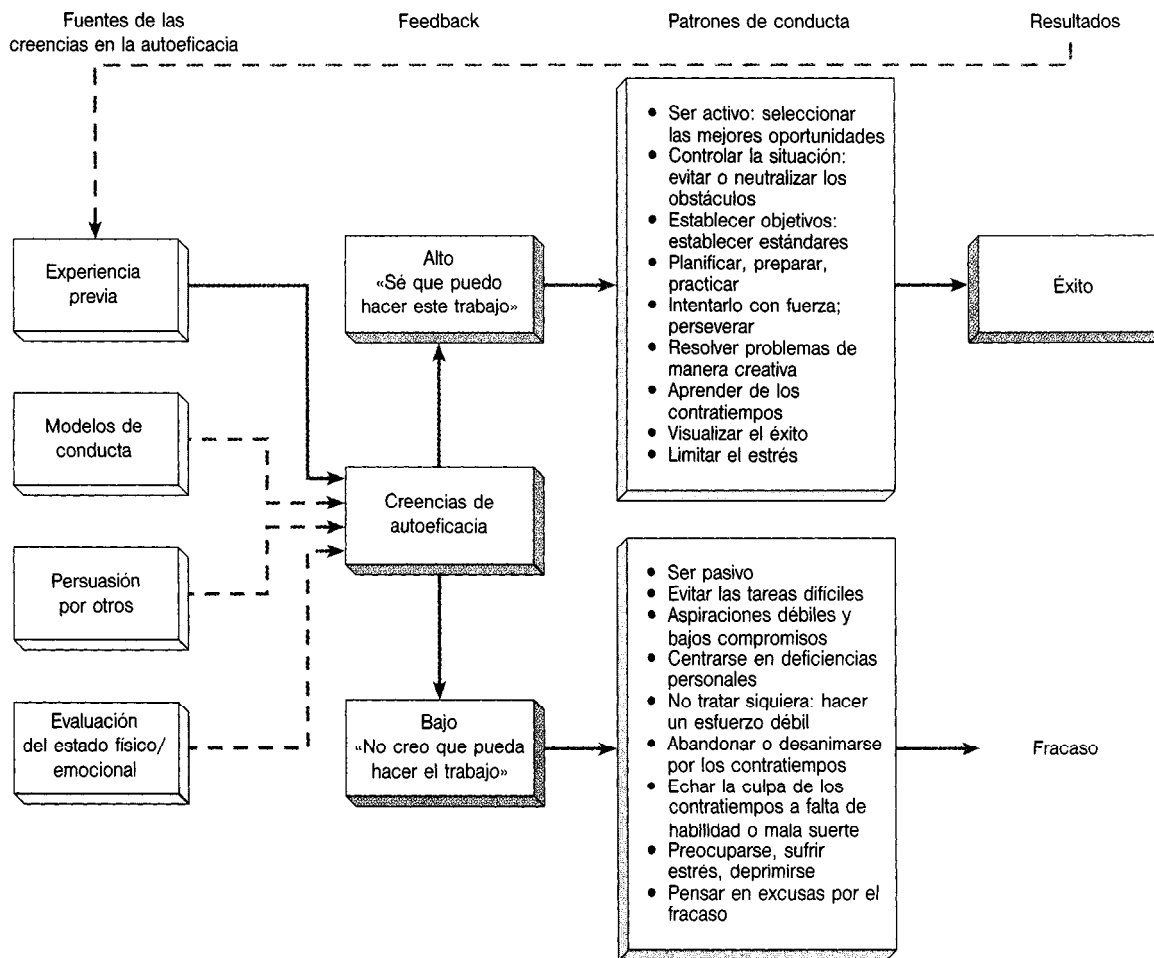 Fuentes de las
creencias en la autoeficacia
Feedback
Patrones de conducta
Resultados
Experiencia
previa
Modelos de
conducta
Persuasión
por otros
Evaluación
del estado físico/
emocional
Alto
«Sé que puedo
hacer este trabajo»
Creencias de
autoeficacia
Bajo
«No creo que pueda
hacer el trabajo»
• Ser activo: seleccionar
las mejores oportunidades
• Controlar la situación:
evitar o neutralizar los
obstáculos
• Establecer objetivos:
establecer estándares
• Planificar, preparar,
practicar
• Intentarlo con fuerza;
perseverar
• Resolver problemas de
manera creativa
• Aprender de los
contratiempos
• Visualizar el éxito
• Limitar el estrés
• Ser pasivo
• Evitar las tareas difíciles
• Aspiraciones débiles y
bajos compromisos
• Centrarse en deficiencias
personales
• No tratar siquiera: hacer
un esfuerzo débil
• Abandonar o desanimarse
por los contratiempos
• Echar la culpa de los
contratiempos a falta de
habilidad o mala suerte
• Preocuparse, sufrir
estrés, deprimirse
• Pensar en excusas por el
fracaso
Éxito
Fracaso